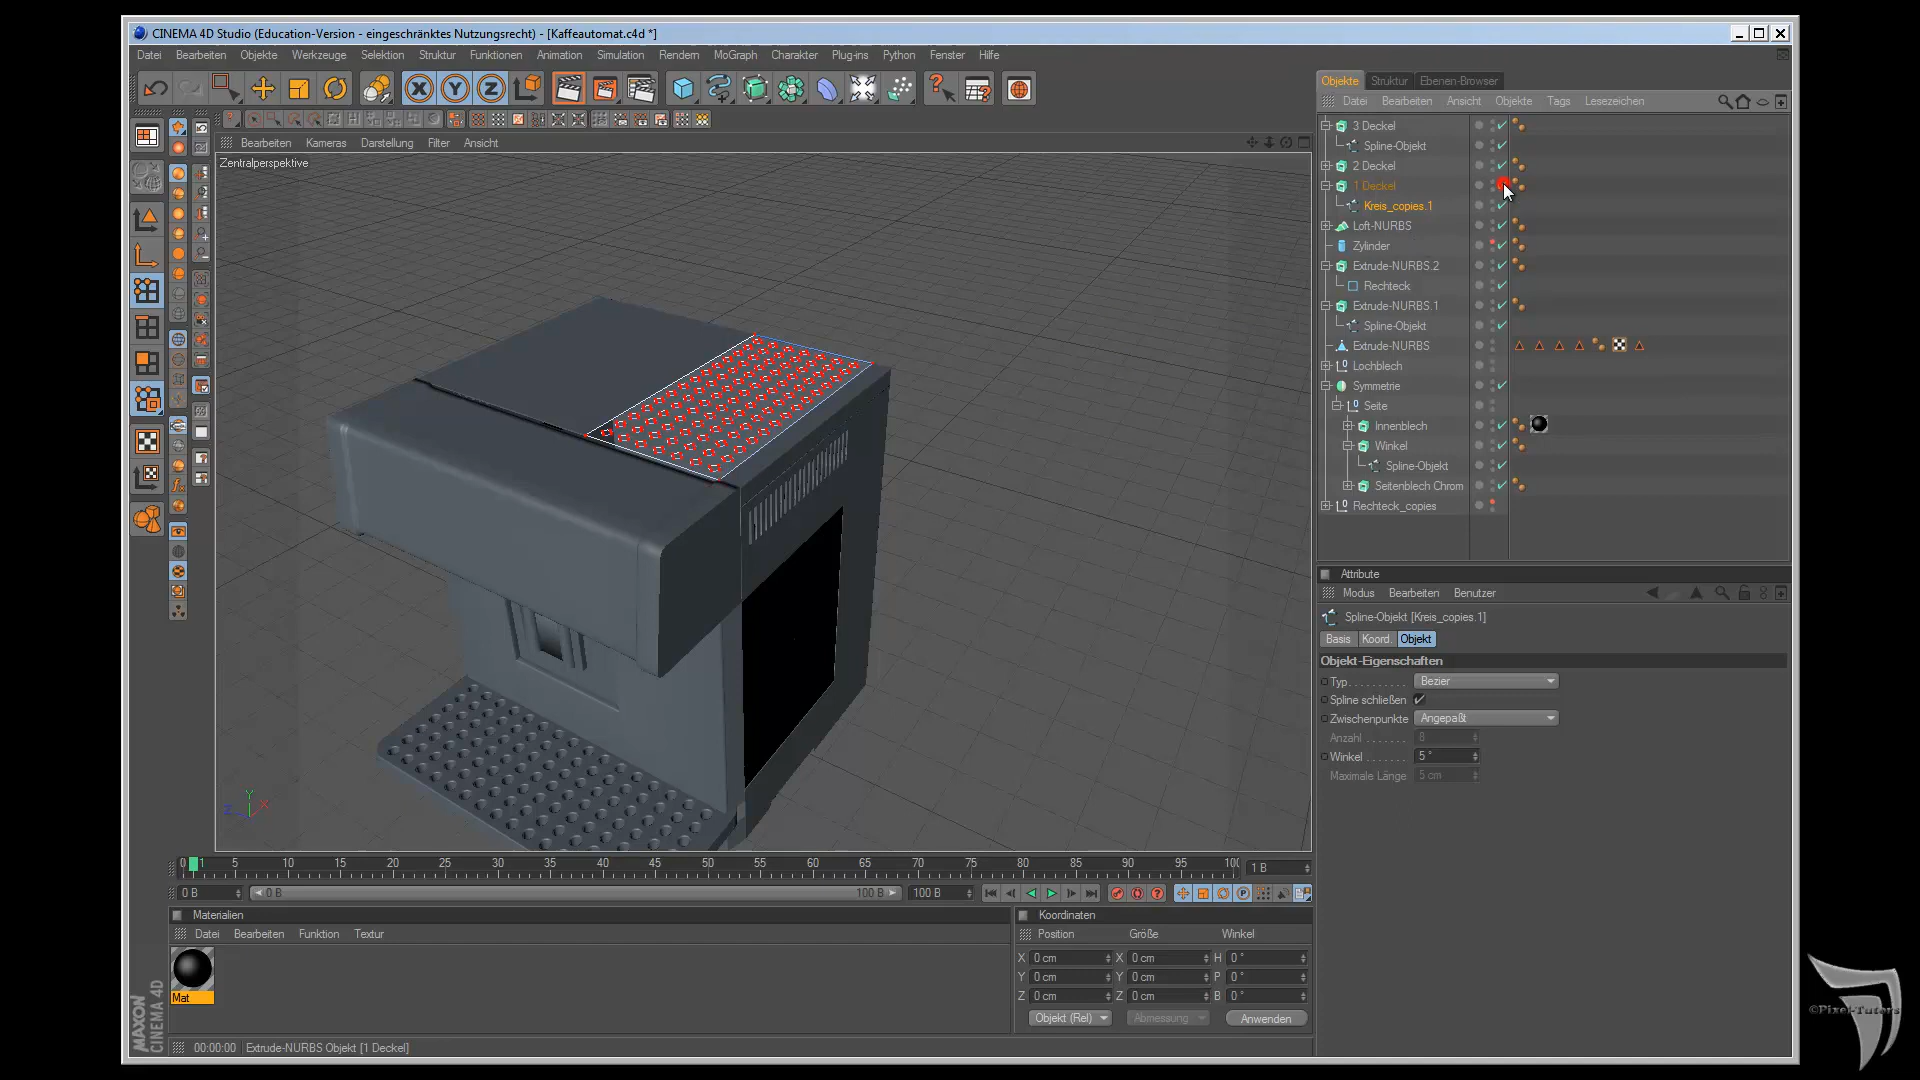 CINEMA 4D Studio (Education-Version - eingeschränktes Nutzungsrecht) - [Kaffeautomat.c4d *]
Datei Bearbeiten Objekte Werkzeuge Selektion Struktur Funktionen Animation Simulation Rendern MoGraph Charakter Plug-ins Python Fenster Hilfe
Objekte Struktur Ebenen-Browser
Datei Bearbeiten Ansicht Objekte Tags Lesezeichen
Bearbeiten Kameras Darstellung Filter Ansicht
Zentralperspektive
3 Deckel
Spline-Objekt
2 Deckel
1 Deckel
Kreis_copies.1
Loft-NURBS
Zylinder
Extrude-NURBS.2
Rechteck
Extrude-NURBS.1
Spline-Objekt
Extrude-NURBS
Lochblech
Symmetrie
Seite
Innenblech
Winkel
Spline-Objekt
Seitenblech Chrom
Rechteck_copies
Attribute
Modus Bearbeiten Benutzer
Spline-Objekt [Kreis_copies.1]
Basis Koord. Objekt
Objekt-Eigenschaften
Typ Bezier
Spline schließen
Zwischenpunkte Angepaßt
Anzahl 8
Winkel 5 °
Maximale Länge 5 cm
X Y Z
0 1 5 10 15 20 25 30 35 40 45 50 55 60 65 70 75 80 85 90 95 100
1 B
0 B 0 B 100 B 100 B
Materialien
Datei Bearbeiten Funktion Textur
Mat
Koordinaten
Position Größe Winkel
X 0 cm X 0 cm H 0 °
Y 0 cm Y 0 cm P 0 °
Z 0 cm Z 0 cm B 0 °
Objekt (Rel) Abmessung Anwenden
MAXON
CINEMA 4D
00:00:00 Extrude-NURBS Objekt [1 Deckel]
©Pixel-Tutors